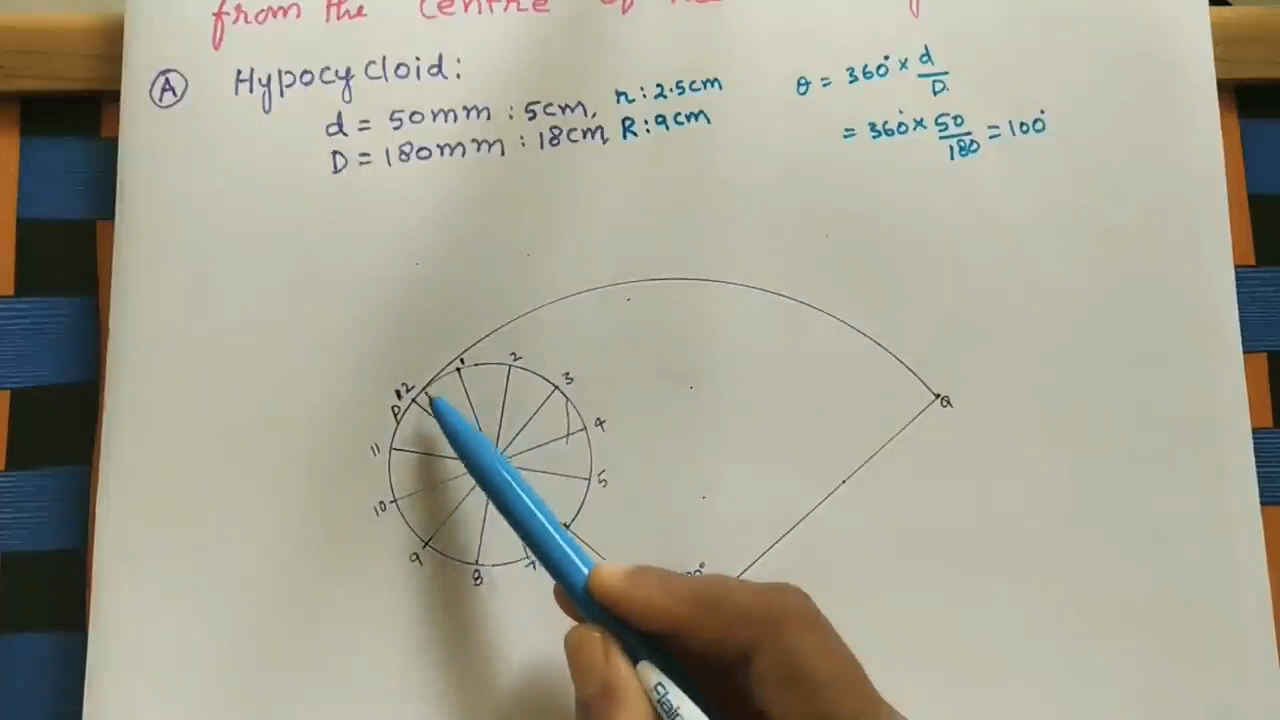 from the centre of
(A) Hypocycloid:
d = 50mm : 5cm, r : 2.5cm
D = 180mm : 18cm R : 9cm
θ = 360° × d/D.
= 360° × 50/180 = 100°
1
2
3
4
5
7
8
9
10
11
12
P
Q